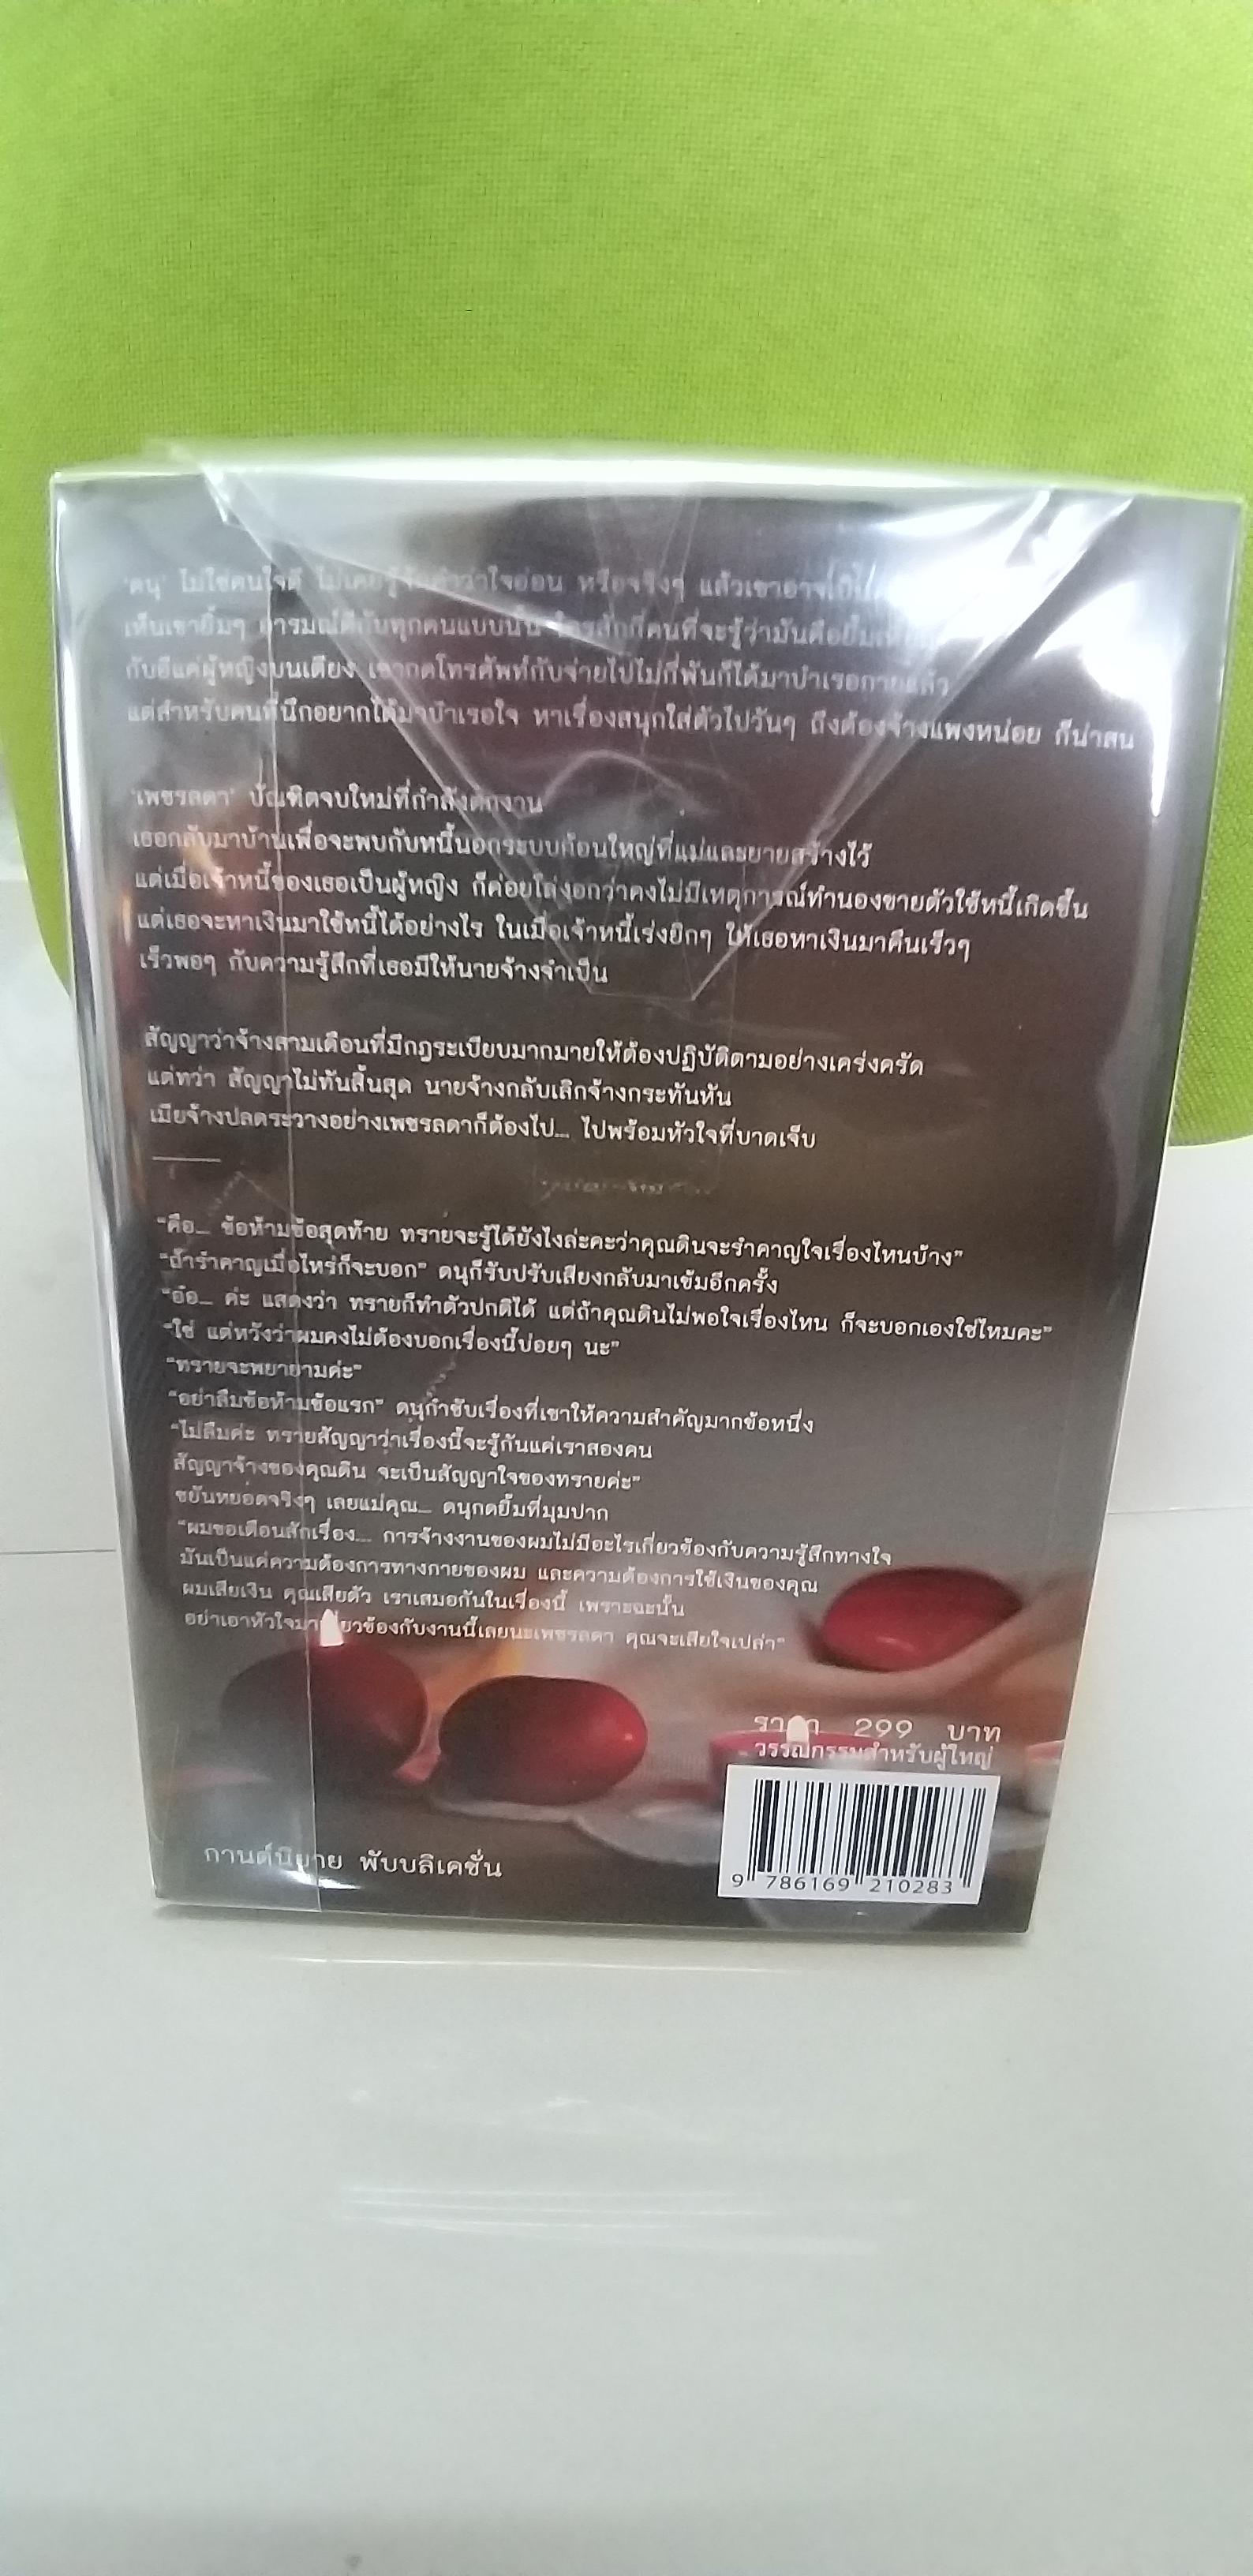 'ดนุ' ไม่ใช่คนใจดี ไม่เคยรู้จักคำว่าใจอ่อน หรือจริงๆ แล้วเขาอาจเป็น
เห็นเขายิ้มๆ อารมณ์ดีกับทุกคนแบบนั้น ใครสักกี่คนที่จะรู้ว่ามันคือยิ้ม
กับอีแค่ผู้หญิงบนเตียง เขากดโทรศัพท์กับจ่ายไปไม่กี่พันก็ได้มาบำเรอกายแล้ว
แต่สำหรับคนที่นึกอยากได้มาบำเรอใจ หาเรื่องสนุกใส่ตัวไปวันๆ ถึงต้องจ้างแพงหน่อย ก็น่าสน
'เพชรลดา' บัณฑิตจบใหม่ที่กำลังตกงาน
เธอกลับมาบ้านเพื่อจะพบกับหนี้นอกระบบก้อนใหญ่ที่แม่และยายสร้างไว้
แต่เมื่อเจ้าหนี้ของเธอเป็นผู้หญิง ก็ค่อยโล่งอกว่าคงไม่มีเหตุการณ์ทำนองขายตัวใช้หนี้เกิดขึ้น
แต่เธอจะหาเงินมาใช้หนี้ได้อย่างไร ในเมื่อเจ้าหนี้เร่งยิกๆ ให้เธอหาเงินมาคืนเร็วๆ
เร็วพอๆ กับความรู้สึกที่เธอมีให้นายจ้างจำเป็น
สัญญาว่าจ้างสามเดือนที่มีกฎระเบียบมากมายให้ต้องปฏิบัติตามอย่างเคร่งครัด
แต่ทว่า สัญญาไม่ทันสิ้นสุด นายจ้างกลับเลิกจ้างกระทันหัน
เมียจ้างปลดระวางอย่างเพชรลดาก็ต้องไป... ไปพร้อมหัวใจที่บาดเจ็บ
"คือ... ข้อห้ามข้อสุดท้าย ทรายจะรู้ได้ยังไงล่ะคะว่าคุณดินจะรำคาญใจเรื่องไหนบ้าง"
"ถ้ารำคาญเมื่อไหร่ก็จะบอก" ดนุก็รับปรับเสียงกลับมาเข้มอีกครั้ง
"อ๋อ... ค่ะ แสดงว่า ทรายก็ทำตัวปกติได้ แต่ถ้าคุณดินไม่พอใจเรื่องไหน ก็จะบอกเองใช่ไหมคะ"
"ใช่ แต่หวังว่าผมคงไม่ต้องบอกเรื่องนี้บ่อยๆ นะ"
"ทรายจะพยายามค่ะ"
"อย่าลืมข้อห้ามข้อแรก" ดนุกำชับเรื่องที่เขาให้ความสำคัญมากข้อหนึ่ง
"ไม่ลืมค่ะ ทรายสัญญาว่าเรื่องนี้จะรู้กันแค่เราสองคน
สัญญาจ้างของคุณดิน จะเป็นสัญญาใจของทรายค่ะ"
ขยันหยอดจริงๆ เลยแม่คุณ... ดนุกดยิ้มที่มุมปาก
"ผมขอเตือนสักเรื่อง... การจ้างงานของผมไม่มีอะไรเกี่ยวข้องกับความรู้สึกทางใจ
มันเป็นแค่ความต้องการทางกายของผม และความต้องการใช้เงินของคุณ
ผมเสียเงิน คุณเสียตัว เราเสมอกันในเรื่องนี้ เพราะฉะนั้น
อย่าเอาหัวใจมาเกี่ยวข้องกับงานนี้เลยนะเพชรลดา คุณจะเสียใจเปล่า"
ราคา 299 บาท
วรรณกรรมสำหรับผู้ใหญ่
9 786169 210283
กานต์นิยาย พับบลิเคชั่น